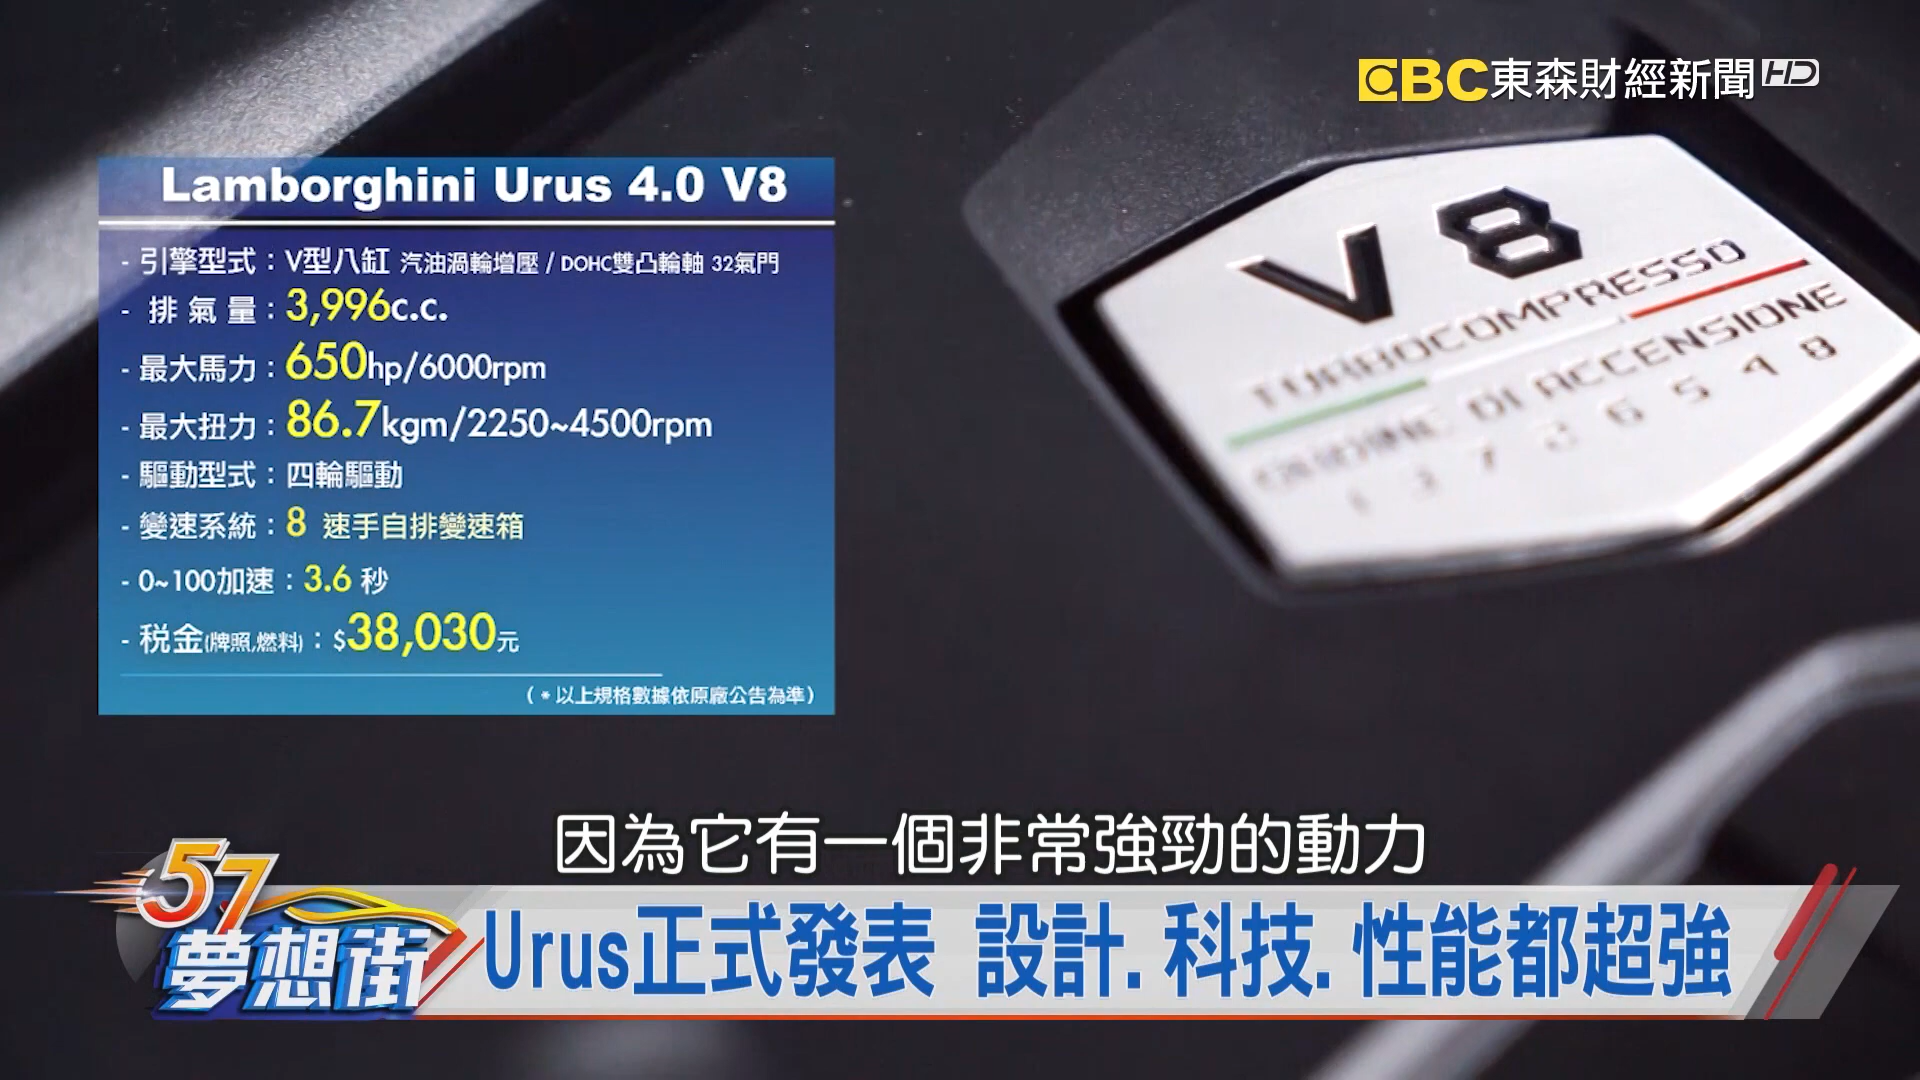 EBC東森財經新聞HD
Lamborghini Urus 4.0 V8
- 引擎型式：V型八缸 汽油渦輪增壓 / DOHC雙凸輪軸 32氣門
- 排氣量：3,996c.c.
- 最大馬力：650hp/6000rpm
- 最大扭力：86.7kgm/2250~4500rpm
- 驅動型式：四輪驅動
- 變速系統：8 速手自排變速箱
- 0~100加速：3.6 秒
- 税金(牌照,燃料)：$38,030元
( * 以上規格數據依原廠公告為準 )
V8
TURBOCOMPRESSO
ORDINE DI ACCENSIONE
1 3 7 2 6 5 4 8
因為它有一個非常強勁的動力
57夢想街
Urus正式發表 設計.科技.性能都超強